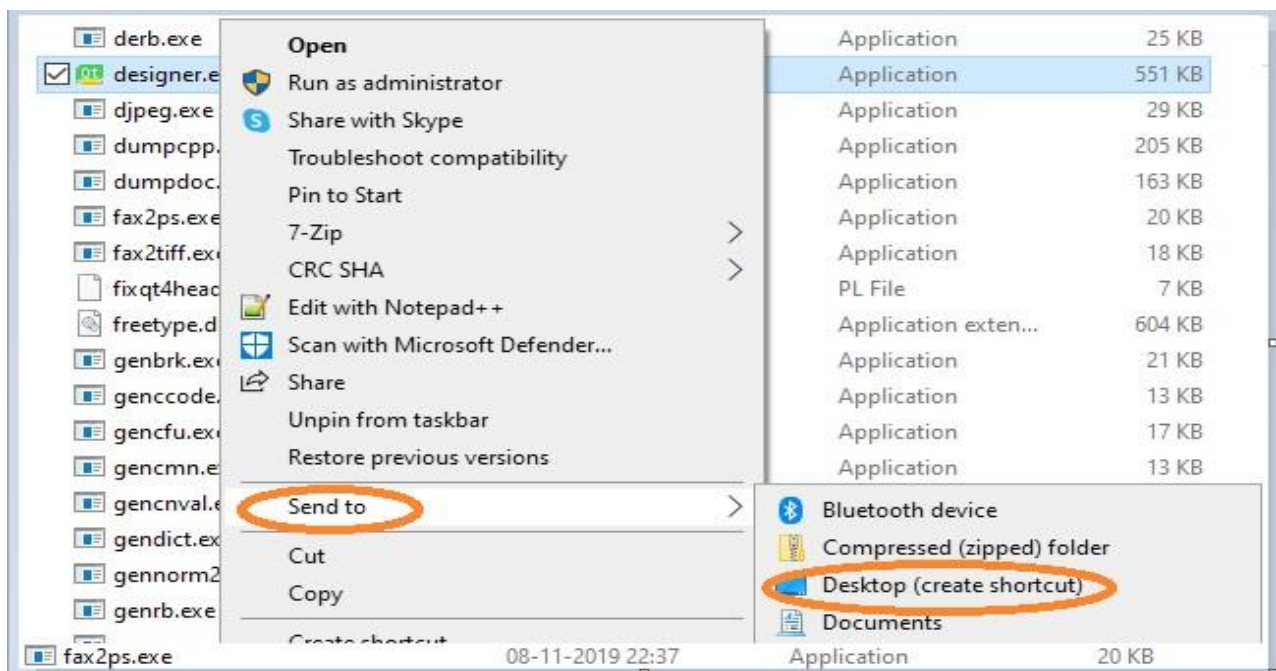 derb.exe Application 25 KB
Open
designer.e Application 551 KB
Run as administrator
djpeg.exe Application 29 KB
Share with Skype
dumpcpp. Application 205 KB
Troubleshoot compatibility
dumpdoc. Application 163 KB
Pin to Start
fax2ps.exe Application 20 KB
7-Zip
fax2tiff.ex Application 18 KB
CRC SHA
fixqt4head PL File 7 KB
Edit with Notepad++
freetype.d Application exten... 604 KB
Scan with Microsoft Defender...
genbrk.ex Application 21 KB
Share
genccode. Application 13 KB
Unpin from taskbar
gencfu.ex Application 17 KB
Restore previous versions
gencmn.e Application 13 KB
gencnval.e
Send to
Bluetooth device
gendict.ex
Cut
Compressed (zipped) folder
gennorm2
Copy
Desktop (create shortcut)
genrb.exe
Documents
Create shortcut
fax2ps.exe 08-11-2019 22:37 Application 20 KB